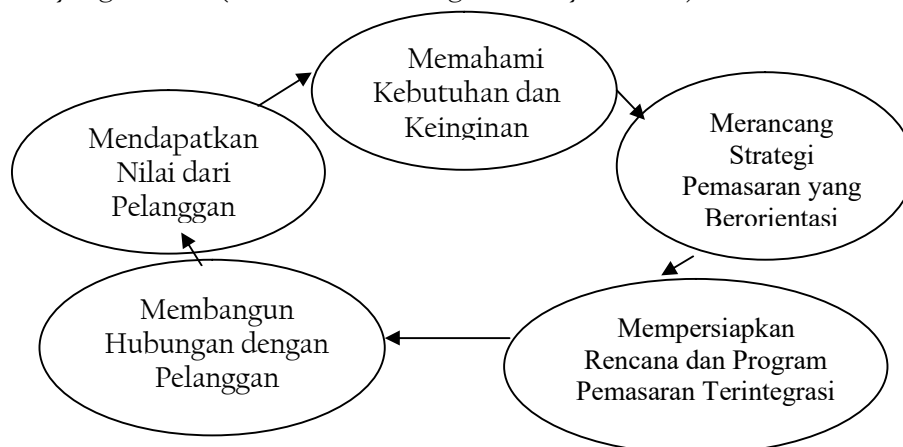 Memahami
Kebutuhan dan
Keinginan
Merancang
Strategi
Pemasaran yang
Berorientasi
Mempersiapkan
Rencana dan Program
Pemasaran Terintegrasi
Membangun
Hubungan dengan
Pelanggan
Mendapatkan
Nilai dari
Pelanggan